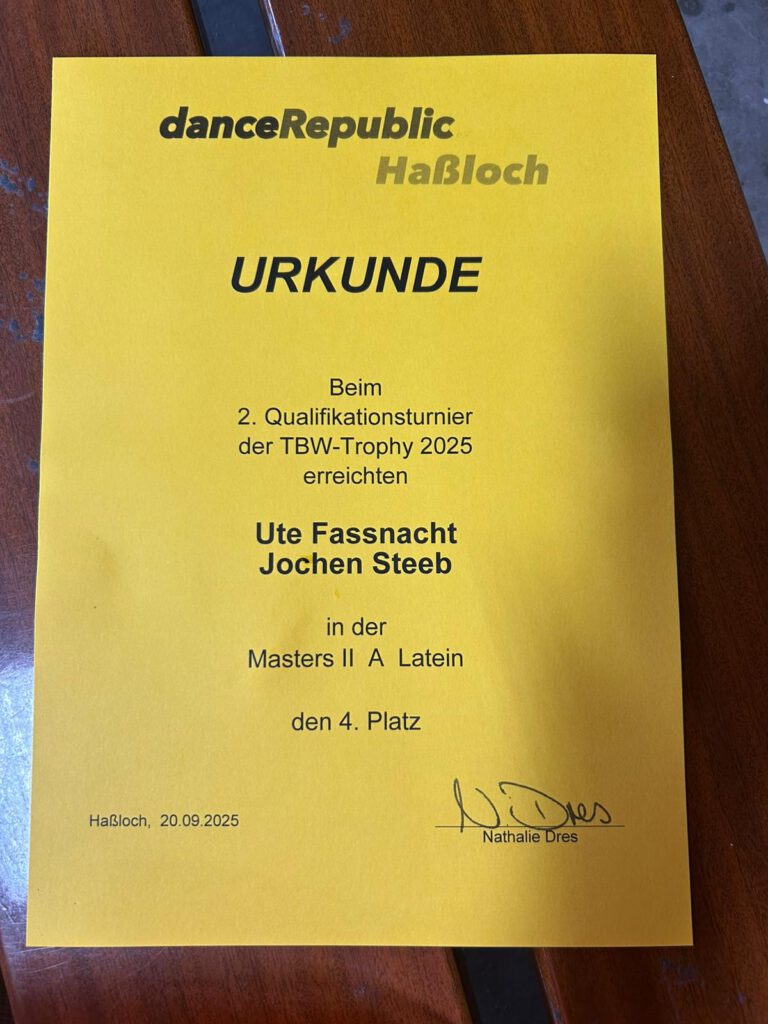 danceRepublic
Haßloch
URKUNDE
Beim
2. Qualifikationsturnier
der TBW-Trophy 2025
erreichten
Ute Fassnacht
Jochen Steeb
in der
Masters II A Latein
den 4. Platz
N. Dres
Haßloch, 20.09.2025
Nathalie Dres